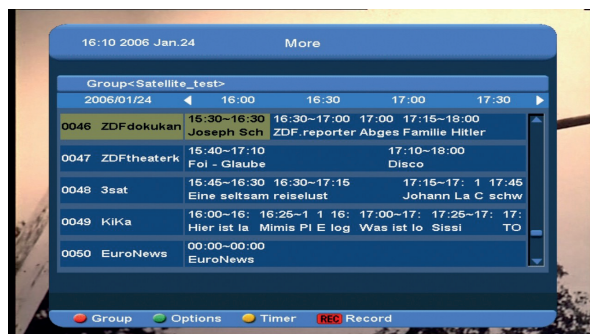 16:10 2006 Jan.24 More
Group<Satellite_test>
2006/01/24 16:00 16:30 17:00 17:30
15:30~16:30 16:30~17:00 17:00 17:15~18:00
0046 ZDFdokukan Joseph Sch ZDF.reporter Abges Familie Hitler
15:40~17:10 17:10~18:00
0047 ZDFtheaterk Foi - Glaube Disco
15:45~16:30 16:30~17:15 17:15~17: 1 17:45
0048 3sat Eine seltsam reiselust Johann La C schw
16:00~16: 16:25~1 1 16: 17:00~17: 17:25~17: 17:
0049 KiKa Hier ist la Mimis Pl E log Was ist lo Sissi TO
00:00~00:00
0050 EuroNews EuroNews
Group Options Timer REC Record